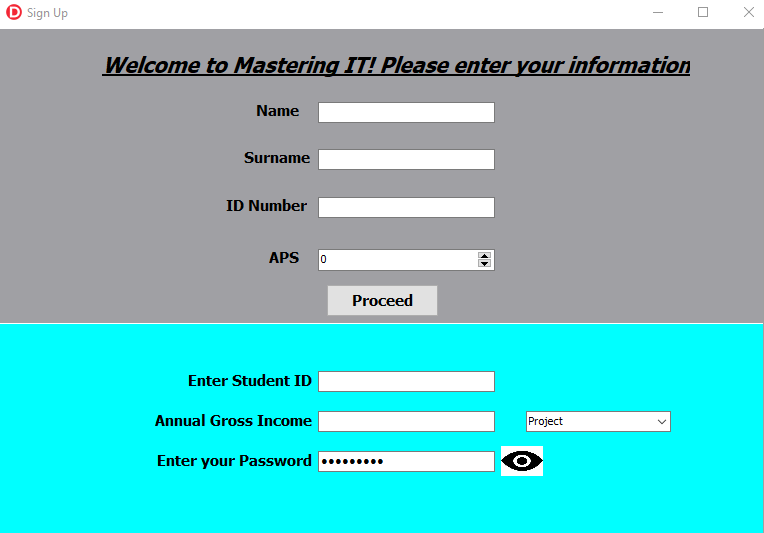 Sign Up
Welcome to Mastering IT! Please enter your information
Name
Surname
ID Number
APS 0
Proceed
Enter Student ID
Annual Gross Income Project
Enter your Password •••••••••